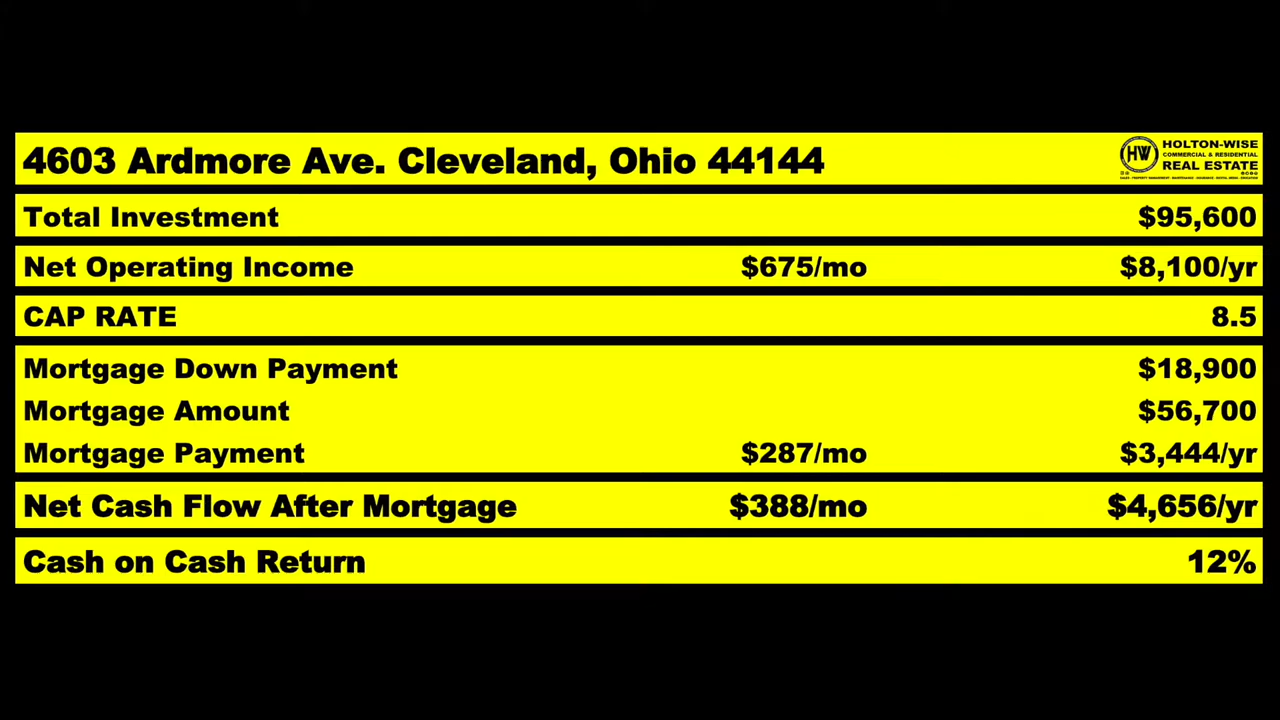 4603 Ardmore Ave. Cleveland, Ohio 44144
HW
HOLTON-WISE
COMMERCIAL & RESIDENTIAL
REAL ESTATE
Total Investment $95,600
Net Operating Income $675/mo $8,100/yr
CAP RATE 8.5
Mortgage Down Payment $18,900
Mortgage Amount $56,700
Mortgage Payment $287/mo $3,444/yr
Net Cash Flow After Mortgage $388/mo $4,656/yr
Cash on Cash Return 12%